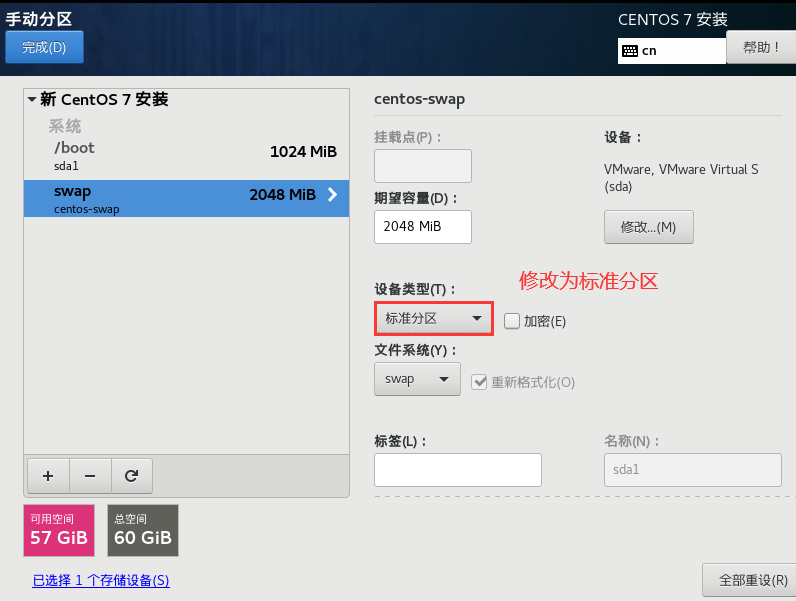 手动分区
CENTOS 7 安装
完成(D)
cn
帮助！
新 CentOS 7 安装
系统
/boot
1024 MiB
sda1
swap
2048 MiB
centos-swap
centos-swap
挂载点(P)：
设备：
VMware, VMware Virtual S
(sda)
期望容量(D)：
2048 MiB
修改...(M)
修改为标准分区
设备类型(T)：
标准分区
加密(E)
文件系统(Y)：
swap
重新格式化(O)
标签(L)：
名称(N)：
sda1
+
−
可用空间
57 GiB
总空间
60 GiB
已选择 1 个存储设备(S)
全部重设(R)